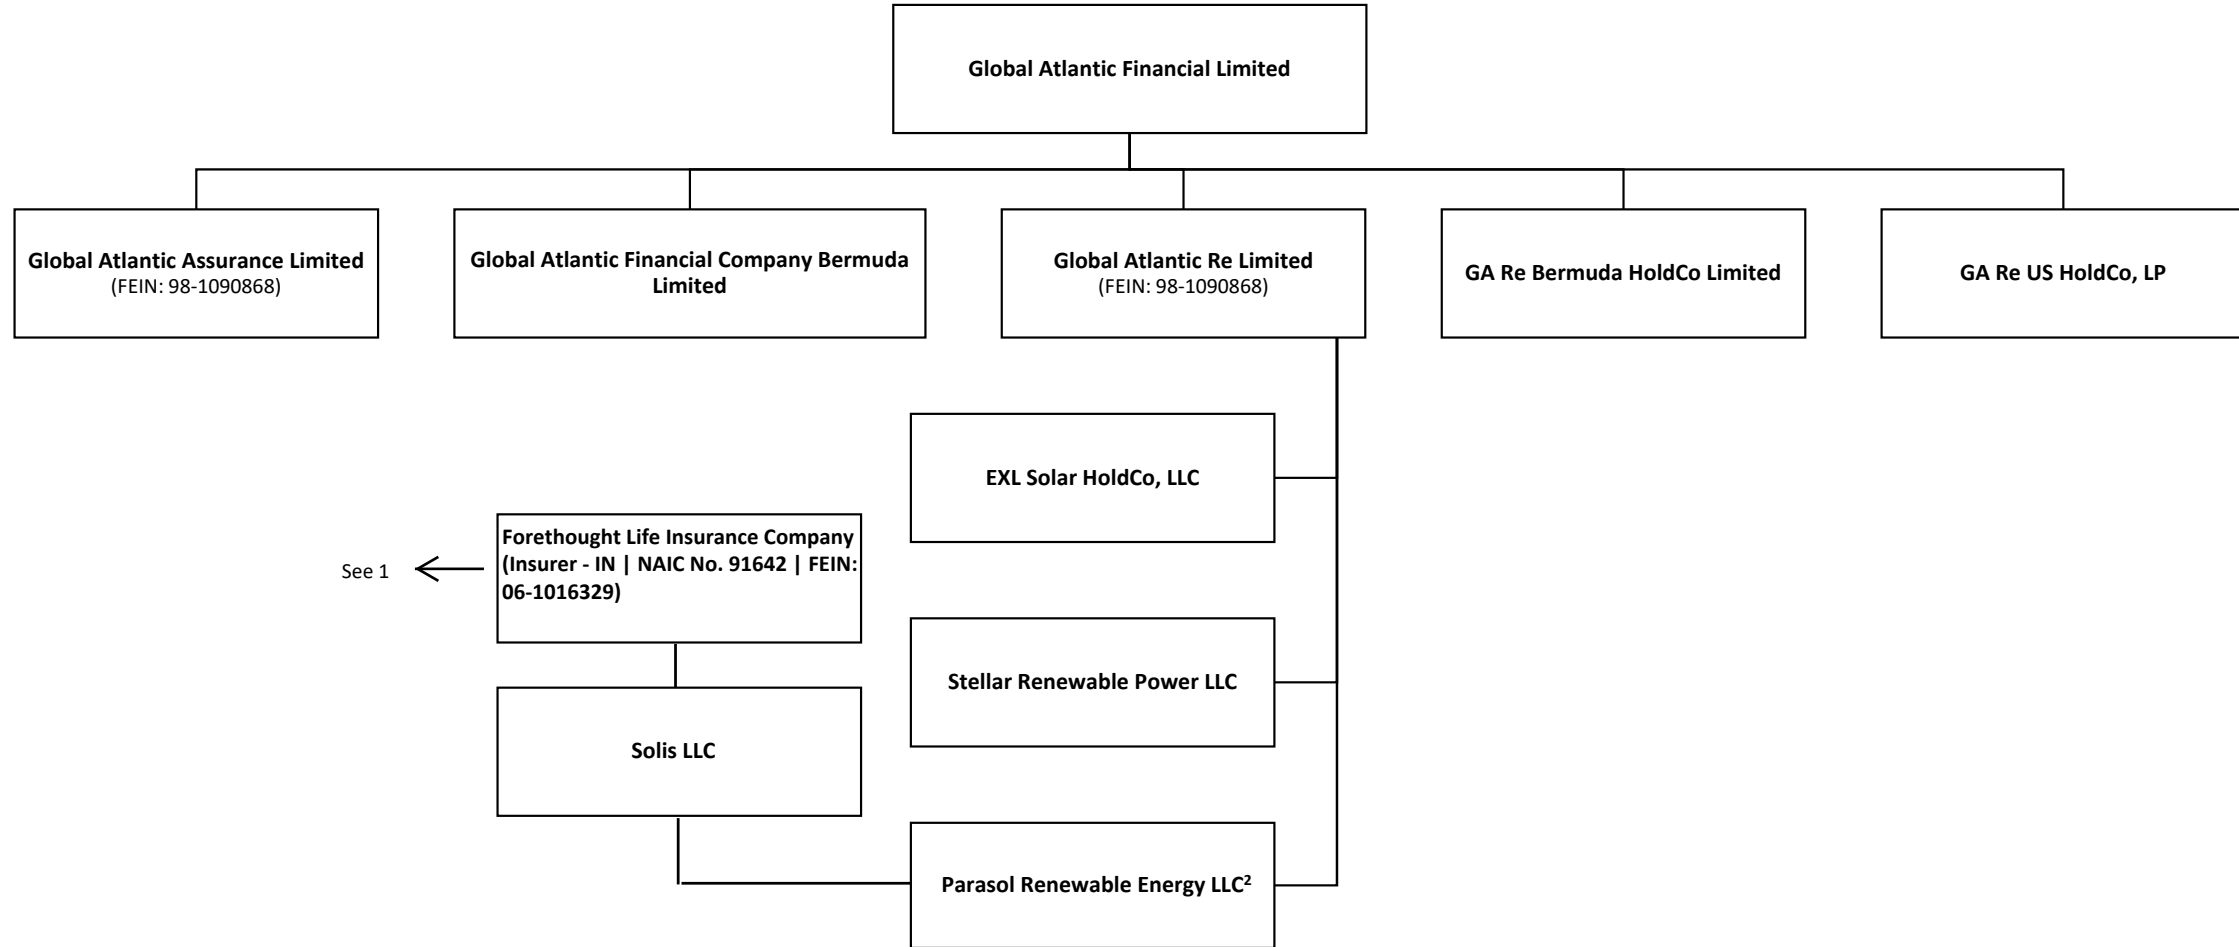 Global Atlantic Financial Limited
Global Atlantic Assurance Limited
(FEIN: 98-1090868)
Global Atlantic Financial Company Bermuda
Limited
Global Atlantic Re Limited
(FEIN: 98-1090868)
GA Re Bermuda HoldCo Limited
GA Re US HoldCo, LP
EXL Solar HoldCo, LLC
See 1
Forethought Life Insurance Company
(Insurer - IN | NAIC No. 91642 | FEIN:
06-1016329)
Stellar Renewable Power LLC
Solis LLC
Parasol Renewable Energy LLC²